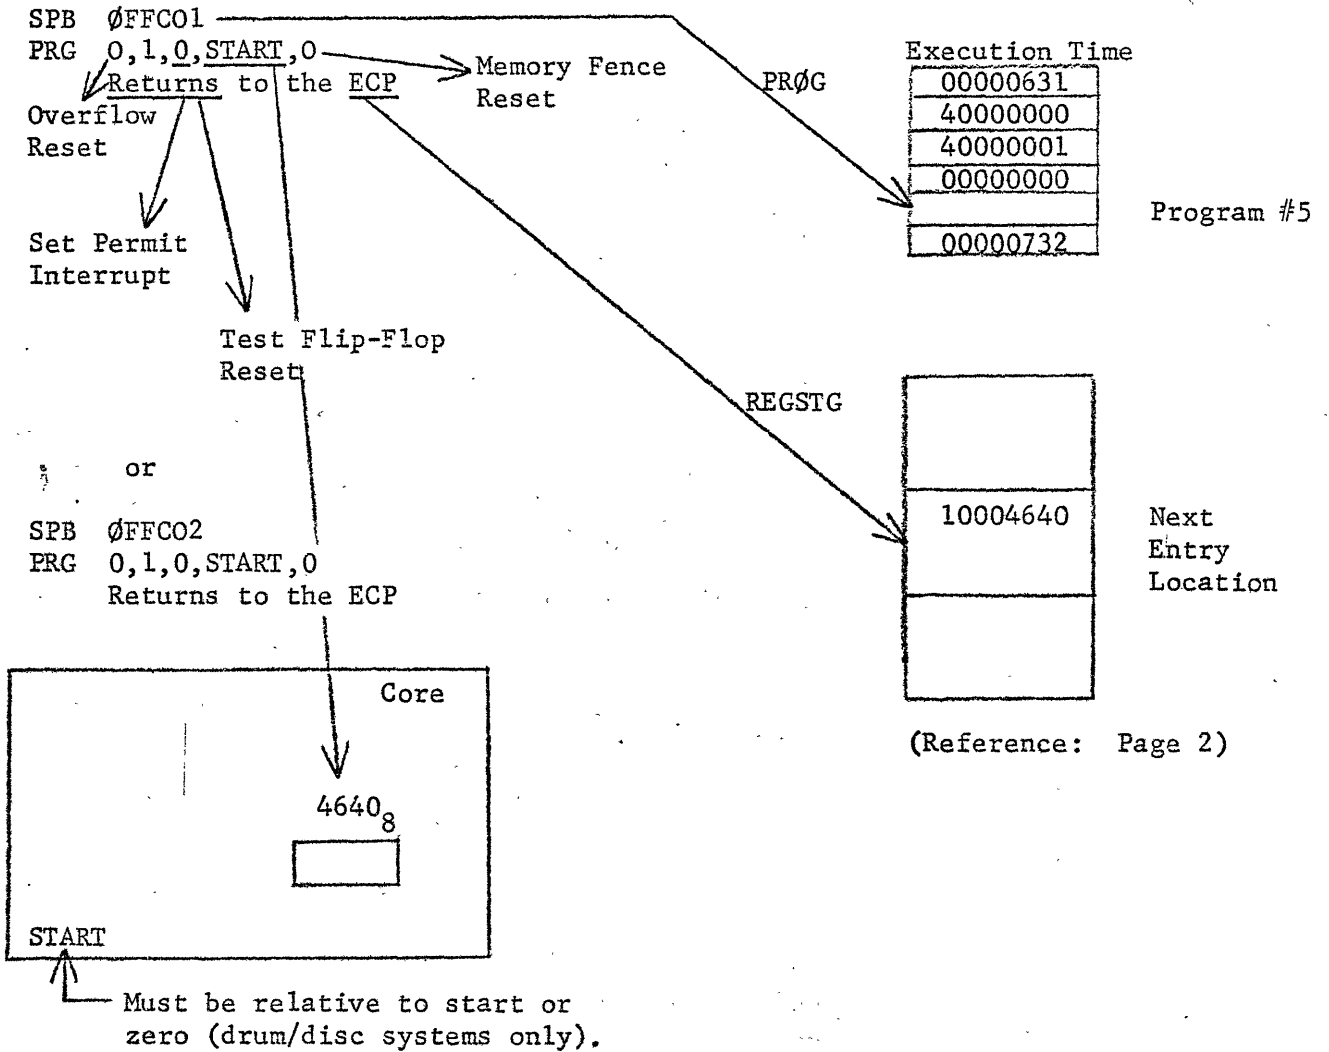 SPB ØFFCO1
PRG 0,1,0,START,0
Returns to the ECP
Overflow
Reset
Memory Fence
Reset
Set Permit
Interrupt
Test Flip-Flop
Reset
PRØG
Execution Time
00000631
40000000
40000001
00000000
00000732
Program #5
REGSTG
10004640
Next
Entry
Location
(Reference: Page 2)
or
SPB ØFFCO2
PRG 0,1,0,START,0
Returns to the ECP
Core
4640₈
START
Must be relative to start or
zero (drum/disc systems only).